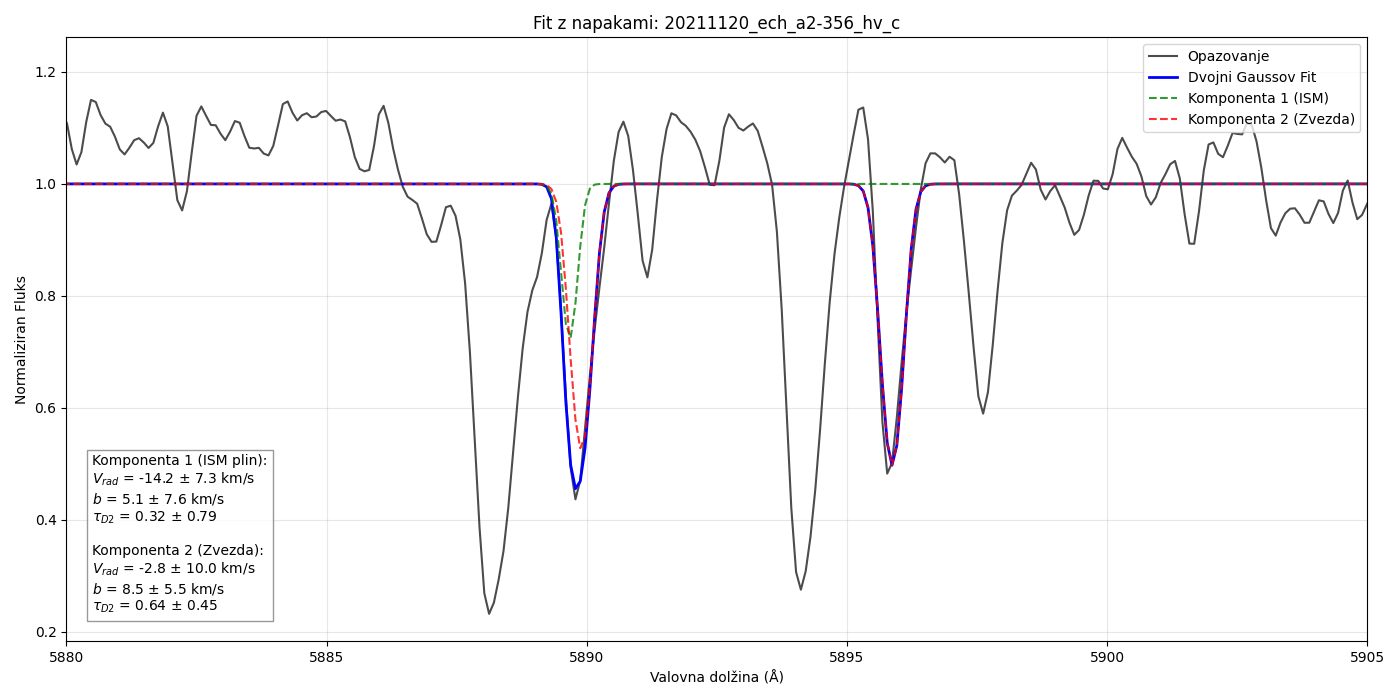 Fit z napakami: 20211120_ech_a2-356_hv_c
Normaliziran Fluks
1.2
1.0
0.8
0.6
0.4
0.2
Opazovanje
Dvojni Gaussov Fit
Komponenta 1 (ISM)
Komponenta 2 (Zvezda)
Komponenta 1 (ISM plin):
V_rad = -14.2 ± 7.3 km/s
b = 5.1 ± 7.6 km/s
τ_D2 = 0.32 ± 0.79
Komponenta 2 (Zvezda):
V_rad = -2.8 ± 10.0 km/s
b = 8.5 ± 5.5 km/s
τ_D2 = 0.64 ± 0.45
5880 5885 5890 5895 5900 5905
Valovna dolžina (Å)